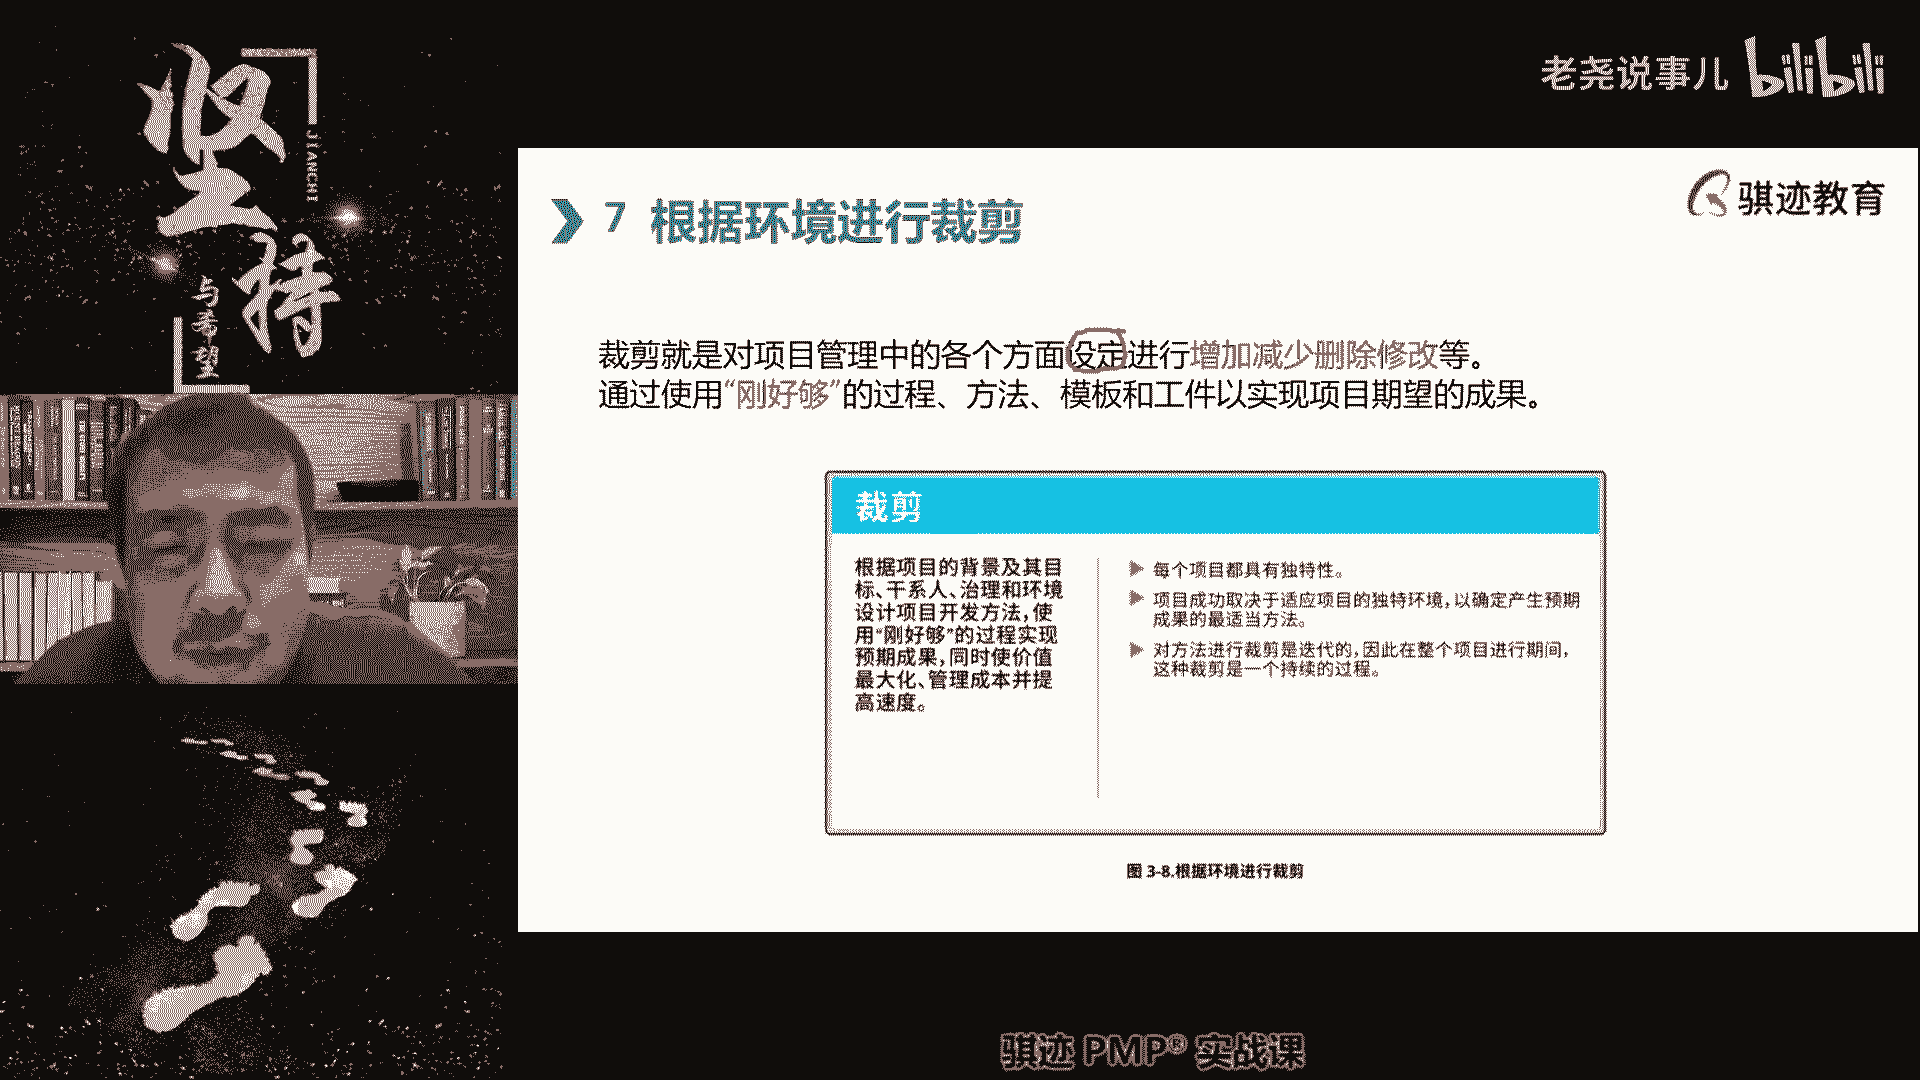 坚持
JIANCHI
与希望
老尧说事儿 bilibili
骐迹教育
7 根据环境进行裁剪
裁剪就是对项目管理中的各个方面设定进行增加减少删除修改等。
通过使用“刚好够”的过程、方法、模板和工件以实现项目期望的成果。
裁剪
根据项目的背景及其目
标、干系人、治理和环境
设计项目开发方法，使
用“刚好够”的过程实现
预期成果，同时使价值
最大化、管理成本并提
高速度。
每个项目都具有独特性。
项目成功取决于适应项目的独特环境，以确定产生预期
成果的最适当方法。
对方法进行裁剪是迭代的，因此在整个项目进行期间，
这种裁剪是一个持续的过程。
图 3-8.根据环境进行裁剪
骐迹 PMP® 实战课